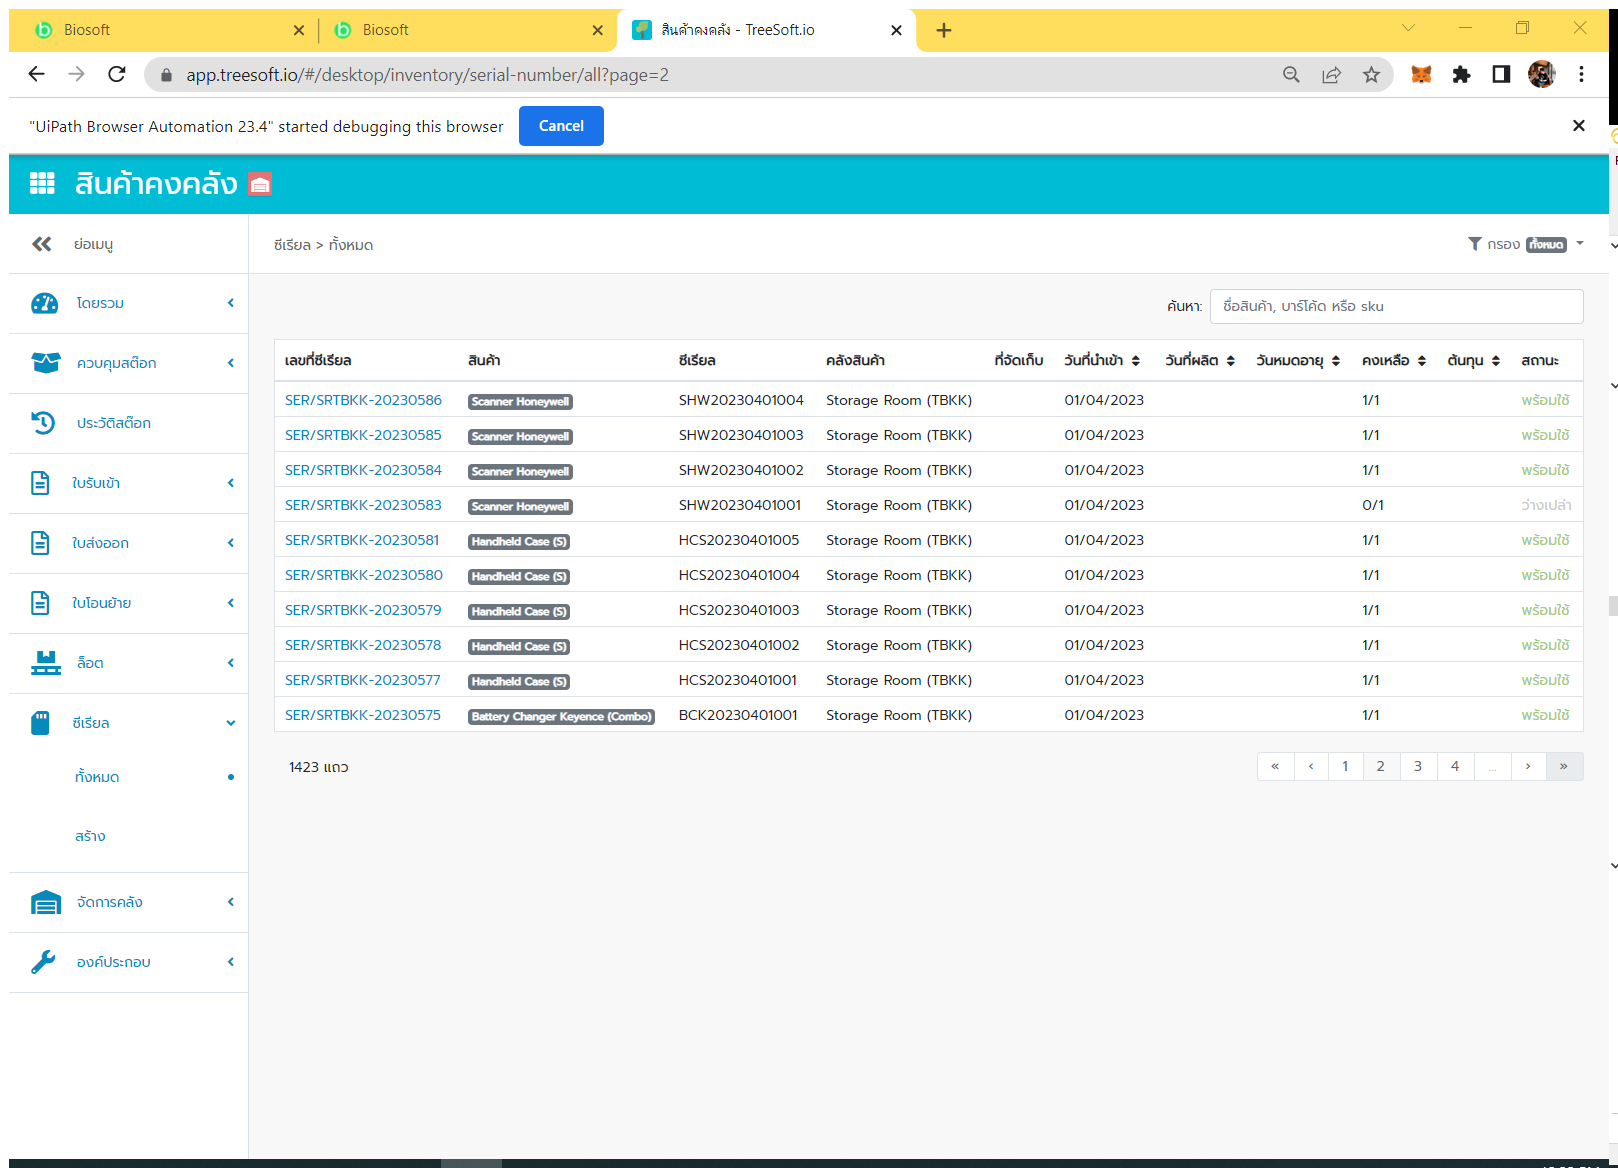 Biosoft
Biosoft
สินค้าคงคลัง - TreeSoft.io
app.treesoft.io/#/desktop/inventory/serial-number/all?page=2
"UiPath Browser Automation 23.4" started debugging this browser
Cancel
สินค้าคงคลัง
ย่อเมนู
ซีเรียล > ทั้งหมด
กรอง ทั้งหมด
โดยรวม
ควบคุมสต๊อก
ประวัติสต๊อก
ใบรับเข้า
ใบส่งออก
ใบโอนย้าย
ล็อต
ซีเรียล
ทั้งหมด
สร้าง
จัดการคลัง
องค์ประกอบ
ค้นหา: ชื่อสินค้า, บาร์โค้ด หรือ sku
เลขที่ซีเรียล สินค้า ซีเรียล คลังสินค้า ที่จัดเก็บ วันที่นำเข้า วันที่ผลิต วันหมดอายุ คงเหลือ ต้นทุน สถานะ
SER/SRTBKK-20230586 Scanner Honeywell SHW20230401004 Storage Room (TBKK) 01/04/2023 1/1 พร้อมใช้
SER/SRTBKK-20230585 Scanner Honeywell SHW20230401003 Storage Room (TBKK) 01/04/2023 1/1 พร้อมใช้
SER/SRTBKK-20230584 Scanner Honeywell SHW20230401002 Storage Room (TBKK) 01/04/2023 1/1 พร้อมใช้
SER/SRTBKK-20230583 Scanner Honeywell SHW20230401001 Storage Room (TBKK) 01/04/2023 0/1 ว่างเปล่า
SER/SRTBKK-20230581 Handheld Case (S) HCS20230401005 Storage Room (TBKK) 01/04/2023 1/1 พร้อมใช้
SER/SRTBKK-20230580 Handheld Case (S) HCS20230401004 Storage Room (TBKK) 01/04/2023 1/1 พร้อมใช้
SER/SRTBKK-20230579 Handheld Case (S) HCS20230401003 Storage Room (TBKK) 01/04/2023 1/1 พร้อมใช้
SER/SRTBKK-20230578 Handheld Case (S) HCS20230401002 Storage Room (TBKK) 01/04/2023 1/1 พร้อมใช้
SER/SRTBKK-20230577 Handheld Case (S) HCS20230401001 Storage Room (TBKK) 01/04/2023 1/1 พร้อมใช้
SER/SRTBKK-20230575 Battery Changer Keyence (Combo) BCK20230401001 Storage Room (TBKK) 01/04/2023 1/1 พร้อมใช้
1423 แถว
« ‹ 1 2 3 4 ... › »